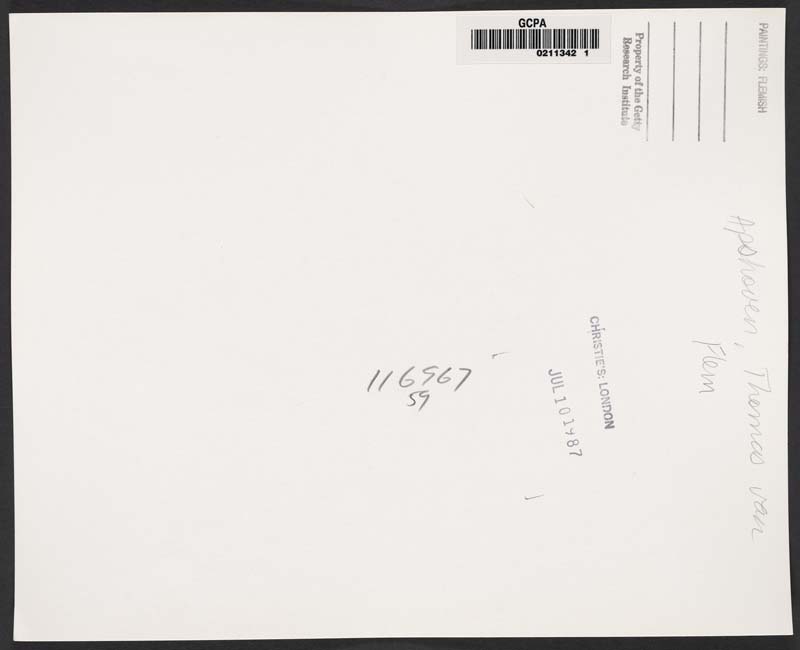 GCPA
0211342 1
PAINTINGS: FLEMISH
Property of the Getty
Research Institute
Apshoven, Thomas van
Flem
CHRISTIE'S: LONDON
JUL 10 1987
116967
59